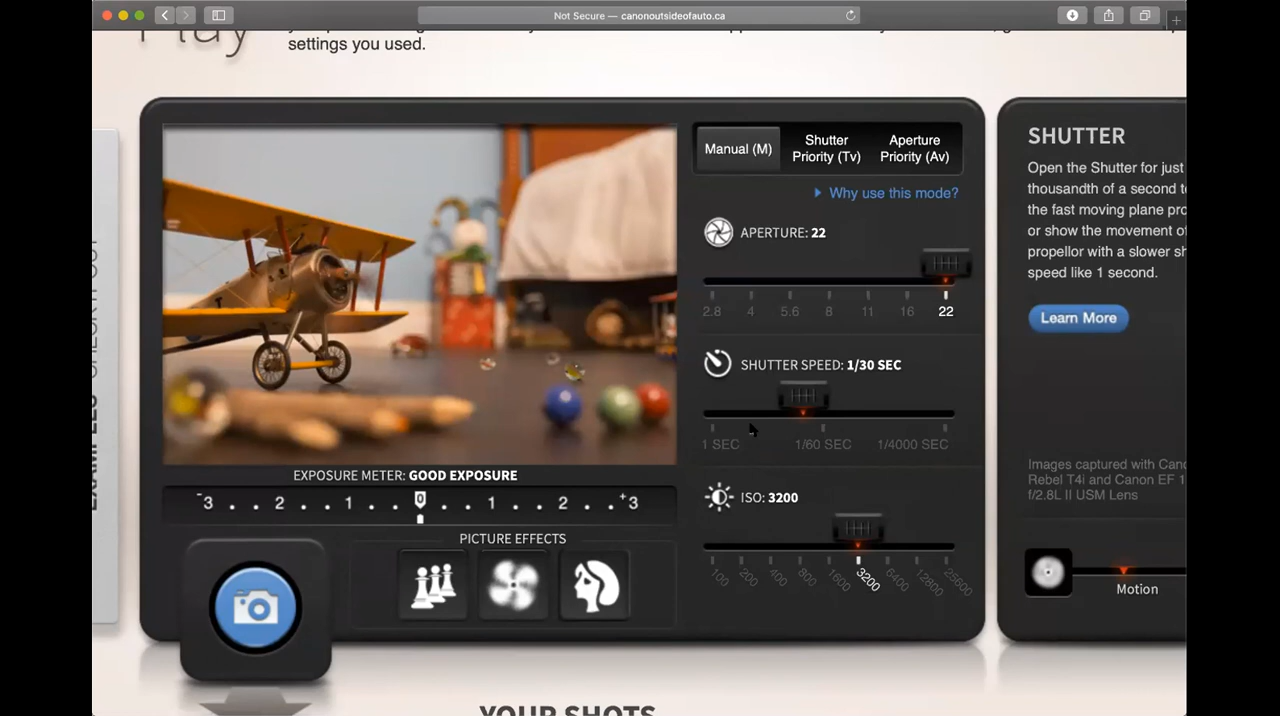 Not Secure — canonoutsideofauto.ca
Play
settings you used.
Manual (M)
Shutter
Priority (Tv)
Aperture
Priority (Av)
Why use this mode?
APERTURE: 22
2.8 4 5.6 8 11 16 22
SHUTTER SPEED: 1/30 SEC
1 SEC 1/60 SEC 1/4000 SEC
ISO: 3200
100 200 400 800 1600 3200 6400 12800 25600
EXPOSURE METER: GOOD EXPOSURE
-3 . . 2 . . 1 . . 0 . . 1 . . 2 . . +3
PICTURE EFFECTS
SHUTTER
Open the Shutter for just
thousandth of a second t
the fast moving plane pro
or show the movement of
propellor with a slower sh
speed like 1 second.
Learn More
Images captured with Cano
Rebel T4i and Canon EF 1
f/2.8L II USM Lens
Motion
YOUR SHOTS